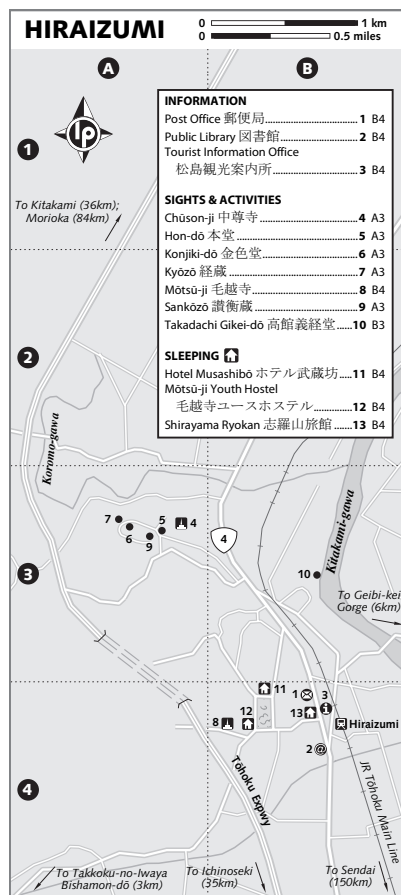 HIRAIZUMI
0 1 km
0 0.5 miles
A B
1
lp
INFORMATION
Post Office 郵便局 1 B4
Public Library 図書館 2 B4
Tourist Information Office
松島観光案内所 3 B4
To Kitakami (36km);
Morioka (84km)
SIGHTS & ACTIVITIES
Chūson-ji 中尊寺 4 A3
Hon-dō 本堂 5 A3
Konjiki-dō 金色堂 6 A3
Kyōzō 経蔵 7 A3
Mōtsū-ji 毛越寺 8 B4
Sankōzō 讃衡蔵 9 A3
Takadachi Gikei-dō 高館義経堂 10 B3
2
SLEEPING
Hotel Musashibō ホテル武蔵坊 11 B4
Mōtsū-ji Youth Hostel
毛越寺ユースホステル 12 B4
Shirayama Ryokan 志羅山旅館 13 B4
Koromo-gawa
Kitakami-gawa
7 6 9 5 4
4
3
10
To Geibi-kei
Gorge (6km)
11
1 3
12
8
13
Hiraizumi
2 @
4
Tōhoku Expwy
JR Tōhoku Main Line
To Takkoku-no-Iwaya
Bishamon-dō (3km)
To Ichinoseki
(35km)
To Sendai
(150km)